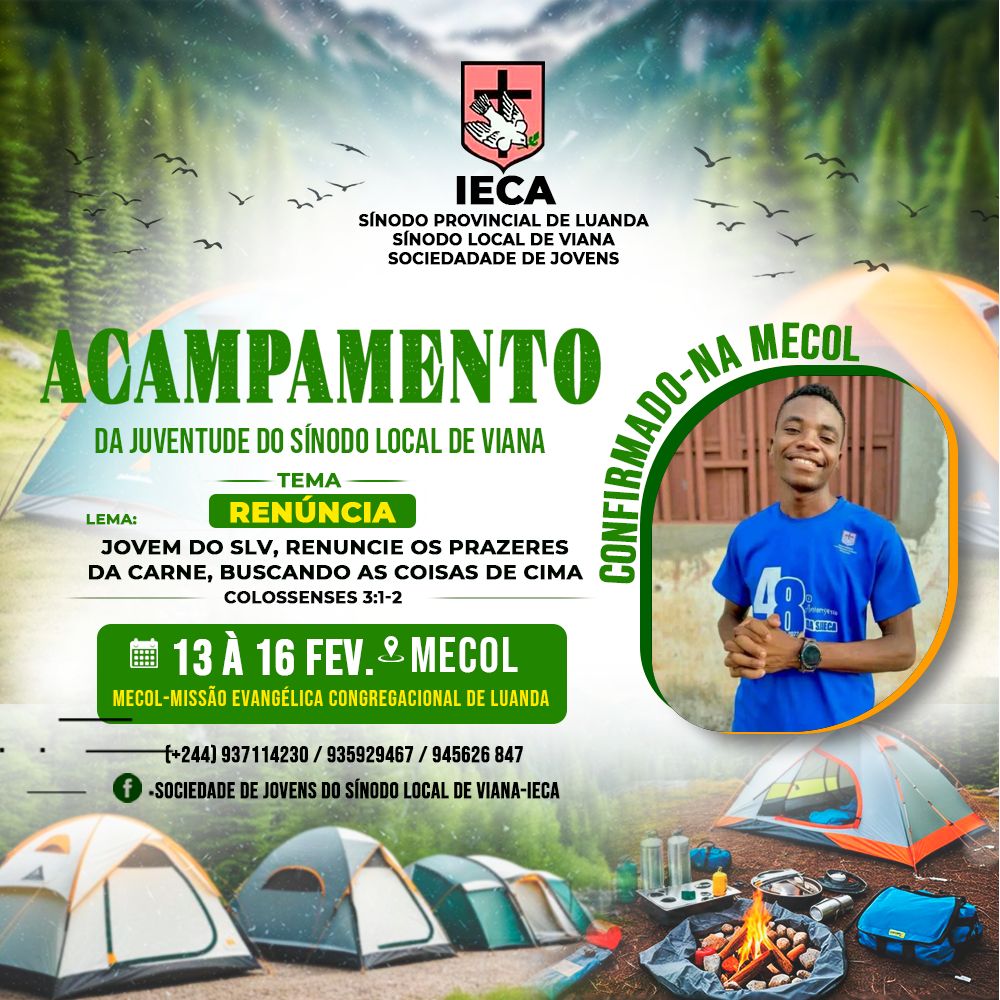 IECA
SÍNODO PROVINCIAL DE LUANDA
SÍNODO LOCAL DE VIANA
SOCIEDADADE DE JOVENS
ACAMPAMENTO
DA JUVENTUDE DO SÍNODO LOCAL DE VIANA
TEMA
RENÚNCIA
LEMA:
JOVEM DO SLV, RENUNCIE OS PRAZERES
DA CARNE, BUSCANDO AS COISAS DE CIMA
COLOSSENSES 3:1-2
13 À 16 FEV. MECOL
MECOL-MISSÃO EVANGÉLICA CONGREGACIONAL DE LUANDA
(+244) 937114230 / 935929467 / 945626 847
-SOCIEDADE DE JOVENS DO SÍNODO LOCAL DE VIANA-IECA
CONFIRMADO-NA MECOL
48º